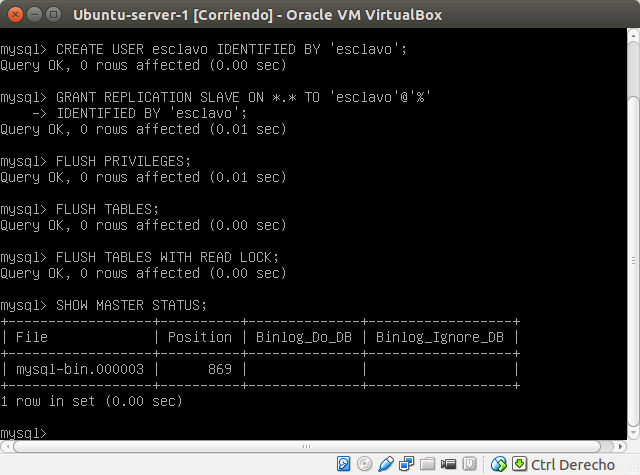 Ubuntu-server-1 [Corriendo] - Oracle VM VirtualBox
mysql> CREATE USER esclavo IDENTIFIED BY 'esclavo';
Query OK, 0 rows affected (0.00 sec)
mysql> GRANT REPLICATION SLAVE ON *.* TO 'esclavo'@'%'
    -> IDENTIFIED BY 'esclavo';
Query OK, 0 rows affected (0.01 sec)
mysql> FLUSH PRIVILEGES;
Query OK, 0 rows affected (0.01 sec)
mysql> FLUSH TABLES;
Query OK, 0 rows affected (0.00 sec)
mysql> FLUSH TABLES WITH READ LOCK;
Query OK, 0 rows affected (0.00 sec)
mysql> SHOW MASTER STATUS;
+------------------+----------+--------------+------------------+
| File             | Position | Binlog_Do_DB | Binlog_Ignore_DB |
+------------------+----------+--------------+------------------+
| mysql-bin.000003 |      869 |              |                  |
+------------------+----------+--------------+------------------+
1 row in set (0.00 sec)
mysql>
Ctrl Derecho